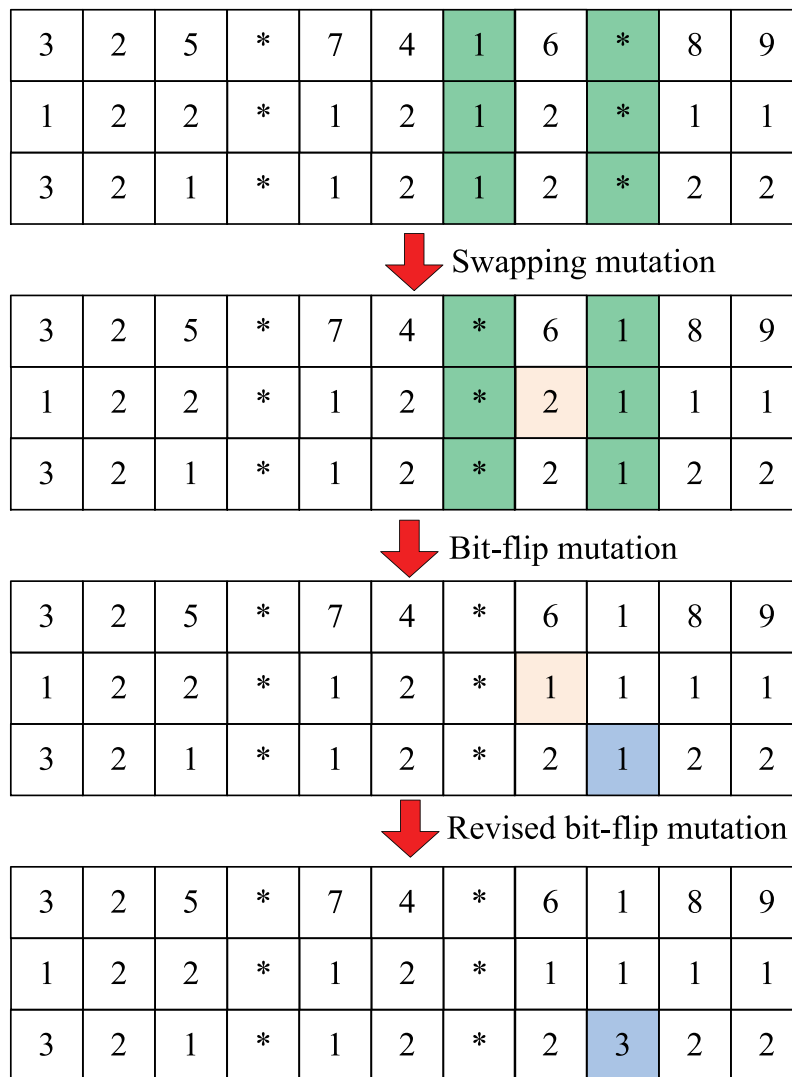 3 2 5 * 7 4 1 6 * 8 9
1 2 2 * 1 2 1 2 * 1 1
3 2 1 * 1 2 1 2 * 2 2
Swapping mutation
3 2 5 * 7 4 * 6 1 8 9
1 2 2 * 1 2 * 2 1 1 1
3 2 1 * 1 2 * 2 1 2 2
Bit-flip mutation
3 2 5 * 7 4 * 6 1 8 9
1 2 2 * 1 2 * 1 1 1 1
3 2 1 * 1 2 * 2 1 2 2
Revised bit-flip mutation
3 2 5 * 7 4 * 6 1 8 9
1 2 2 * 1 2 * 1 1 1 1
3 2 1 * 1 2 * 2 3 2 2